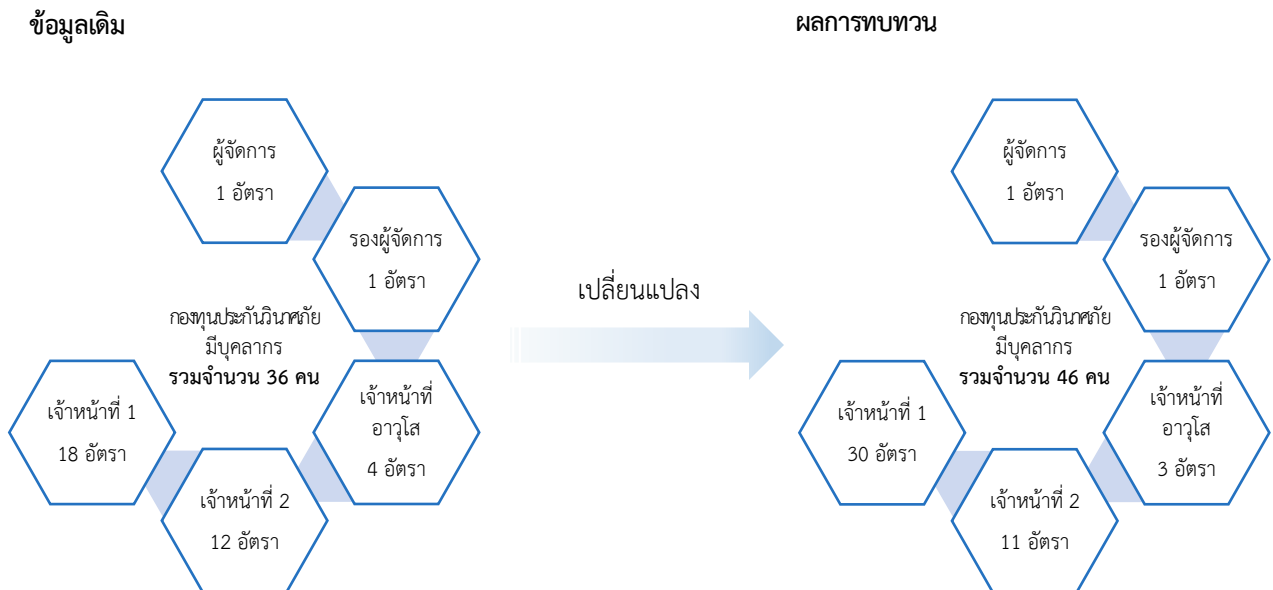 ข้อมูลเดิม
ผู้จัดการ
1 อัตรา
รองผู้จัดการ
1 อัตรา
กองทุนประกันวินาศภัย
มีบุคลากร
รวมจำนวน 36 คน
เจ้าหน้าที่
อาวุโส
4 อัตรา
เจ้าหน้าที่ 2
12 อัตรา
เจ้าหน้าที่ 1
18 อัตรา
เปลี่ยนแปลง
ผลการทบทวน
ผู้จัดการ
1 อัตรา
รองผู้จัดการ
1 อัตรา
กองทุนประกันวินาศภัย
มีบุคลากร
รวมจำนวน 46 คน
เจ้าหน้าที่
อาวุโส
3 อัตรา
เจ้าหน้าที่ 2
11 อัตรา
เจ้าหน้าที่ 1
30 อัตรา